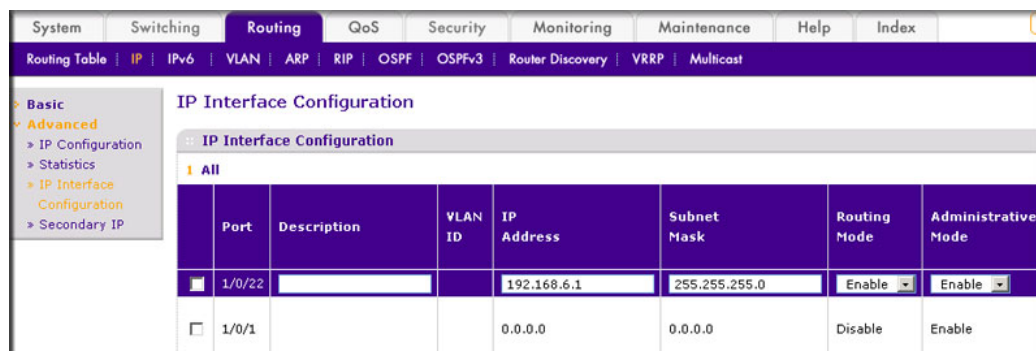 System Switching Routing QoS Security Monitoring Maintenance Help Index
Routing Table IP IPv6 VLAN ARP RIP OSPF OSPFv3 Router Discovery VRRP Multicast
Basic
Advanced
» IP Configuration
» Statistics
» IP Interface
Configuration
» Secondary IP
IP Interface Configuration
IP Interface Configuration
1 All
Port Description VLAN ID IP Address Subnet Mask Routing Mode Administrative Mode
1/0/22 192.168.6.1 255.255.255.0 Enable Enable
1/0/1 0.0.0.0 0.0.0.0 Disable Enable